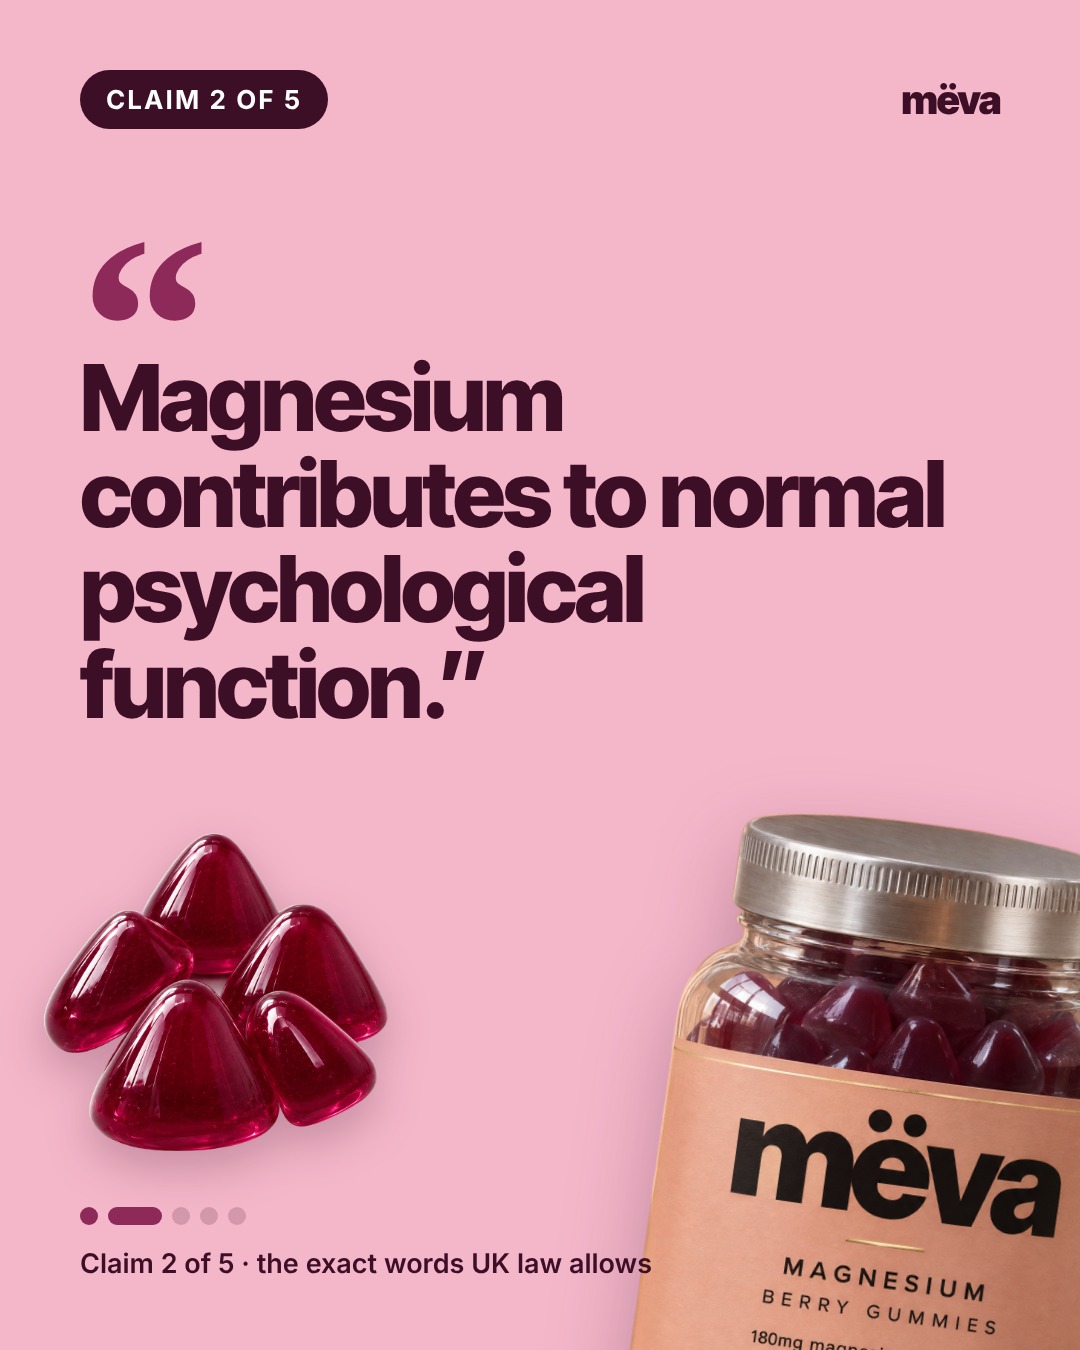 CLAIM 2 OF 5
mëva
“
Magnesium
contributes to normal
psychological
function.”
Claim 2 of 5 · the exact words UK law allows
mëva
MAGNESIUM
BERRY GUMMIES
180mg